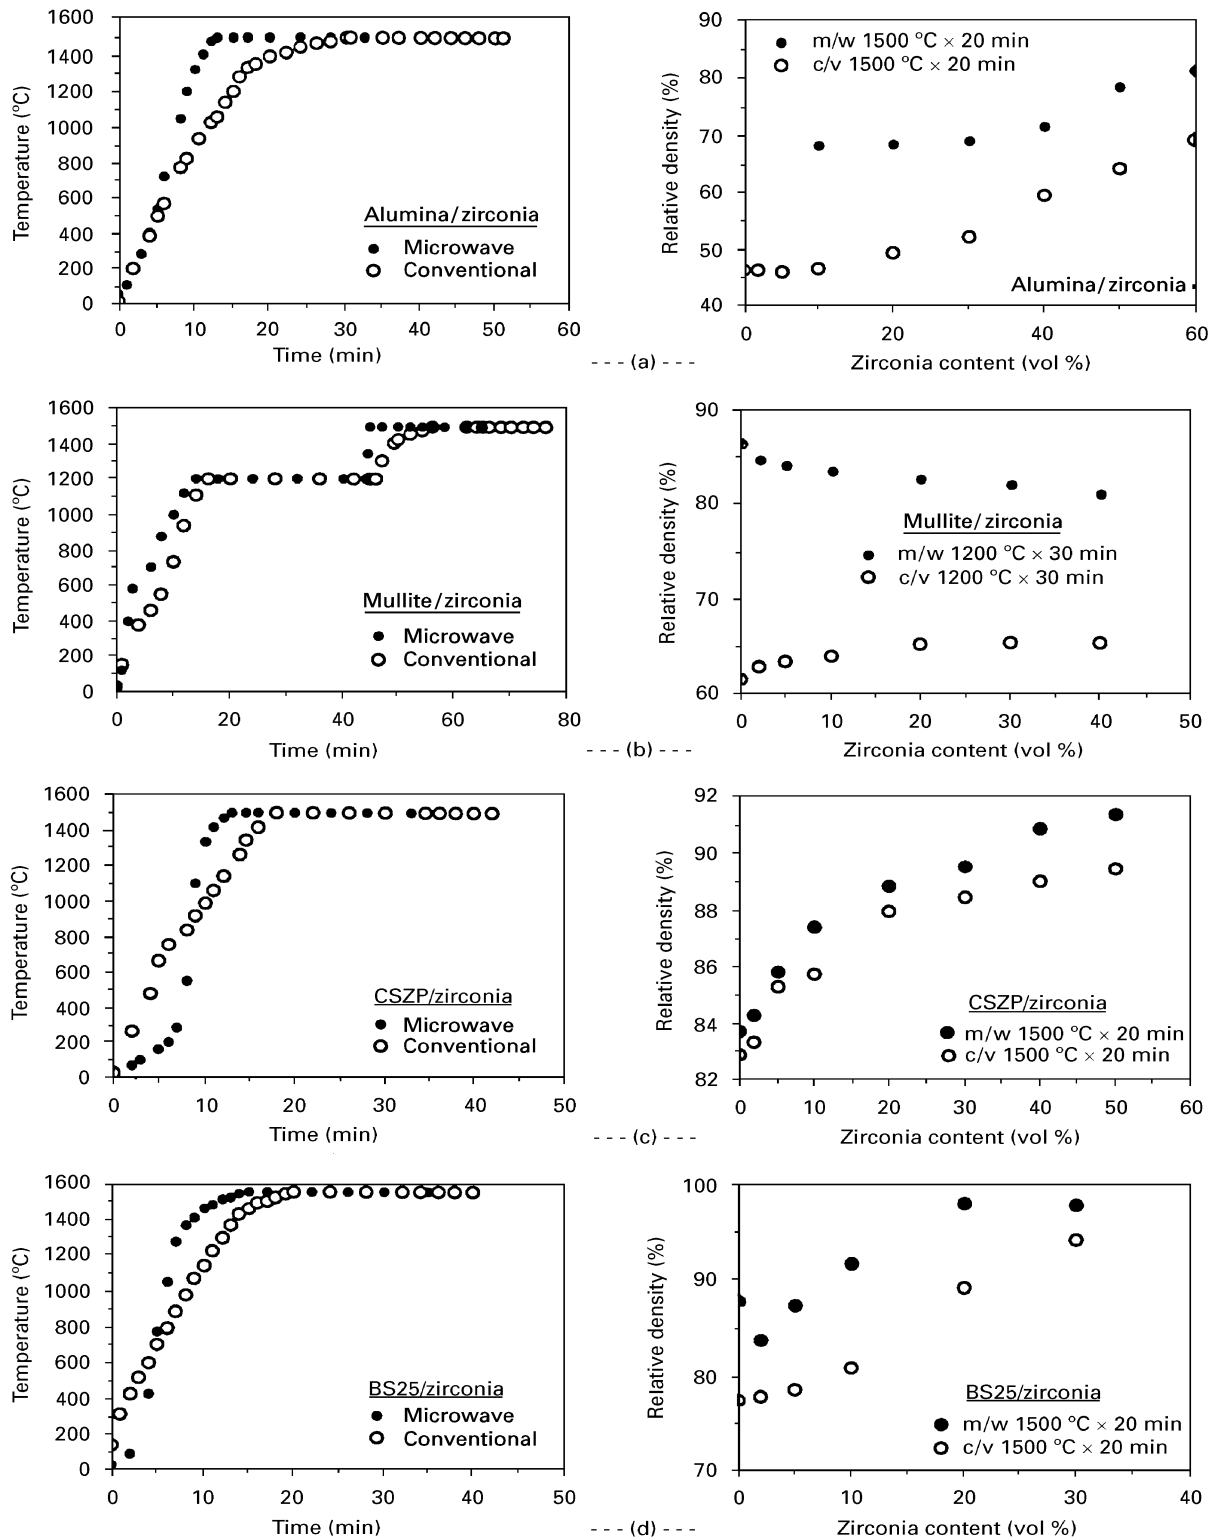 1600
1400
1200
1000
800
600
400
200
0
Temperature (°C)
Alumina/zirconia
Microwave
Conventional
0 10 20 30 40 50 60
Time (min)
90
80
70
60
50
40
Relative density (%)
m/w 1500 °C × 20 min
c/v 1500 °C × 20 min
Alumina/zirconia
0 20 30 40 50 60
Zirconia content (vol %)
- - - (a) - - -
1600
1400
1200
1000
800
600
400
200
0
Temperature (°C)
Mullite/zirconia
Microwave
Conventional
0 20 40 60 80
Time (min)
90
80
70
60
Relative density (%)
Mullite/zirconia
m/w 1200 °C × 30 min
c/v 1200 °C × 30 min
0 10 20 30 40 50
Zirconia content (vol %)
- - - (b) - - -
1600
1400
1200
1000
800
600
400
200
0
Temperature (°C)
CSZP/zirconia
Microwave
Conventional
0 10 20 30 40 50
Time (min)
92
90
88
86
84
82
Relative density (%)
CSZP/zirconia
m/w 1500 °C × 20 min
c/v 1500 °C × 20 min
0 10 20 30 40 50 60
Zirconia content (vol %)
- - - (c) - - -
1600
1400
1200
1000
800
600
400
200
0
Temperature (°C)
BS25/zirconia
Microwave
Conventional
0 10 20 30 40 50
Time (min)
100
90
80
70
Relative density (%)
BS25/zirconia
m/w 1500 °C × 20 min
c/v 1500 °C × 20 min
0 10 20 30 40
Zirconia content (vol %)
- - - (d) - - -